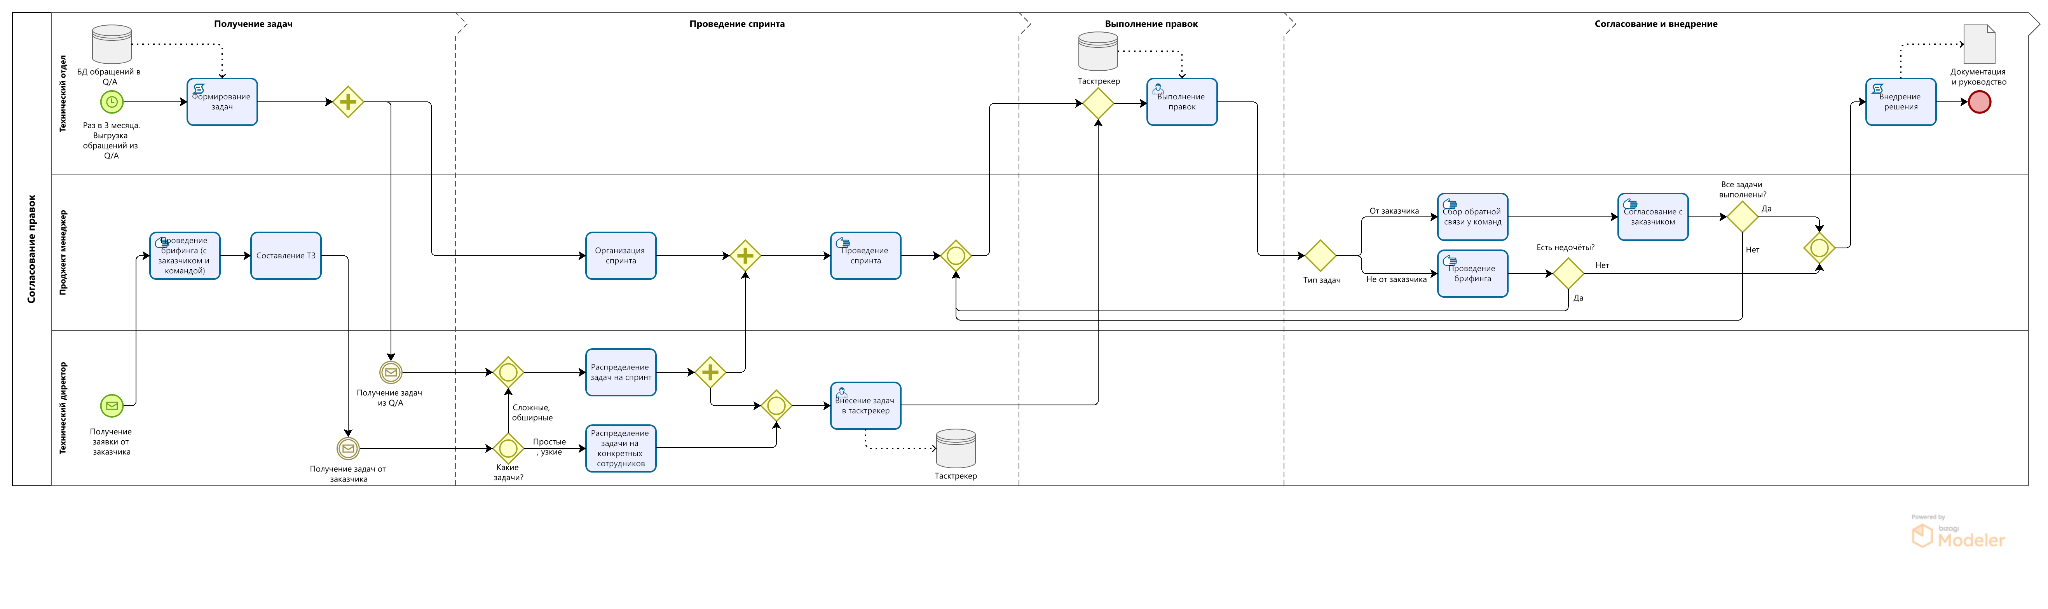 Получение задач
Проведение спринта
Выполнение правок
Согласование и внедрение
Согласование правок
Технический отдел
БД обращений в
Q/A
Раз в 3 месяца.
Выгрузка
обращений из
Q/A
Формирование
задач
Тасктрекер
Выполнение
правок
Документация
и руководство
Внедрение
решения
Проджект менеджер
Проведение
брифинга (с
заказчиком и
командой)
Составление ТЗ
Организация
спринта
Проведение
спринта
Тип задач
От заказчика
Не от заказчика
Сбор обратной
связи у команд
Согласование с
заказчиком
Все задачи
выполнены?
Да
Нет
Проведение
брифинга
Есть недочёты?
Нет
Да
Технический директор
Получение
заявки от
заказчика
Получение задач
из Q/A
Получение задач от
заказчика
Сложные,
обширные
Какие
задачи?
Простые
, узкие
Распределение
задач на спринт
Распределение
задачи на
конкретных
сотрудников
Внесение задач
в тасктрекер
Тасктрекер
Powered by
bizagi
Modeler